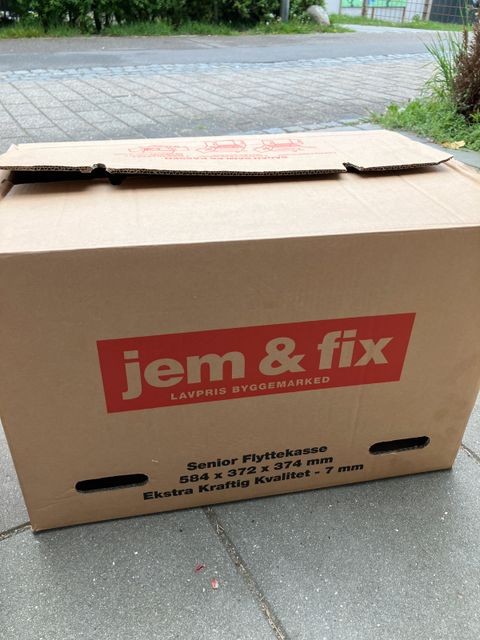 jem & fix
LAVPRIS BYGGEMARKED
Senior Flyttekasse
584 x 372 x 374 mm
Ekstra Kraftig Kvalitet - 7 mm